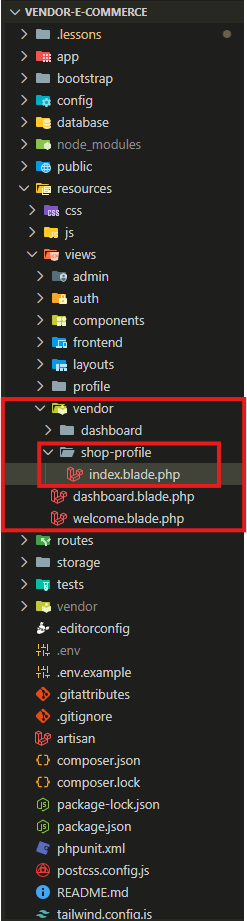 VENDOR-E-COMMERCE
.lessons
app
bootstrap
config
database
node_modules
public
resources
css
js
views
admin
auth
components
frontend
layouts
profile
vendor
dashboard
shop-profile
index.blade.php
dashboard.blade.php
welcome.blade.php
routes
storage
tests
vendor
.editorconfig
.env
.env.example
.gitattributes
.gitignore
artisan
composer.json
composer.lock
package-lock.json
package.json
phpunit.xml
postcss.config.js
README.md
tailwind.config.js